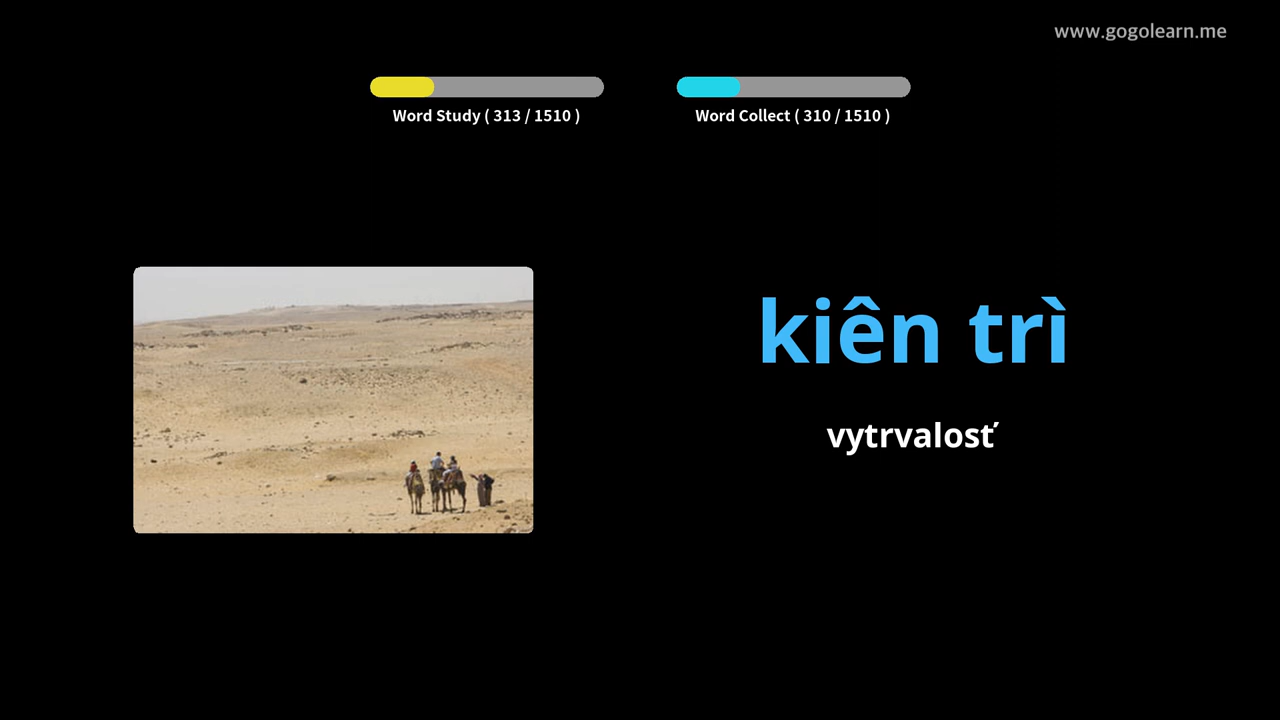 www.gogolearn.me
Word Study ( 313 / 1510 )
Word Collect ( 310 / 1510 )
kiên trì
vytrvalosť